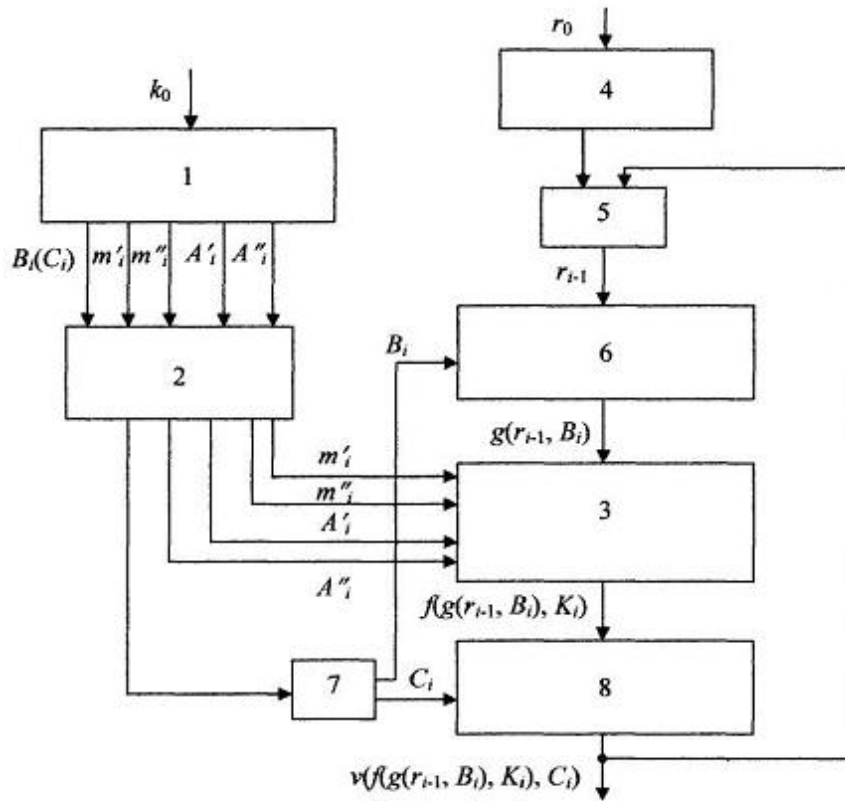 r₀
k₀
4
1
5
Bᵢ(Cᵢ) m′ᵢ m″ᵢ A′ᵢ A″ᵢ
rᵢ₋₁
2
Bᵢ
6
g(rᵢ₋₁, Bᵢ)
m′ᵢ
m″ᵢ
3
A′ᵢ
A″ᵢ
f(g(rᵢ₋₁, Bᵢ), Kᵢ)
7
Cᵢ
8
v(f(g(rᵢ₋₁, Bᵢ), Kᵢ), Cᵢ)